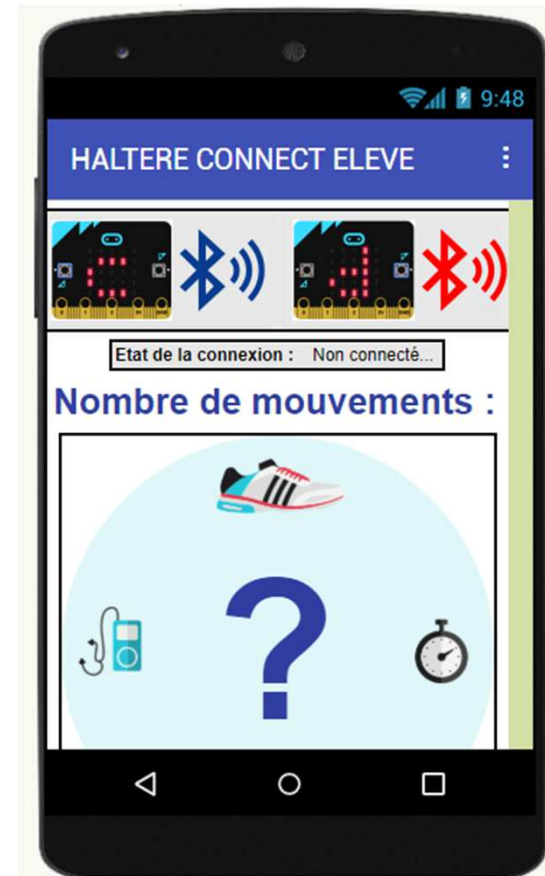 9:48
HALTERE CONNECT ELEVE
Etat de la connexion : Non connecté...
Nombre de mouvements :
?